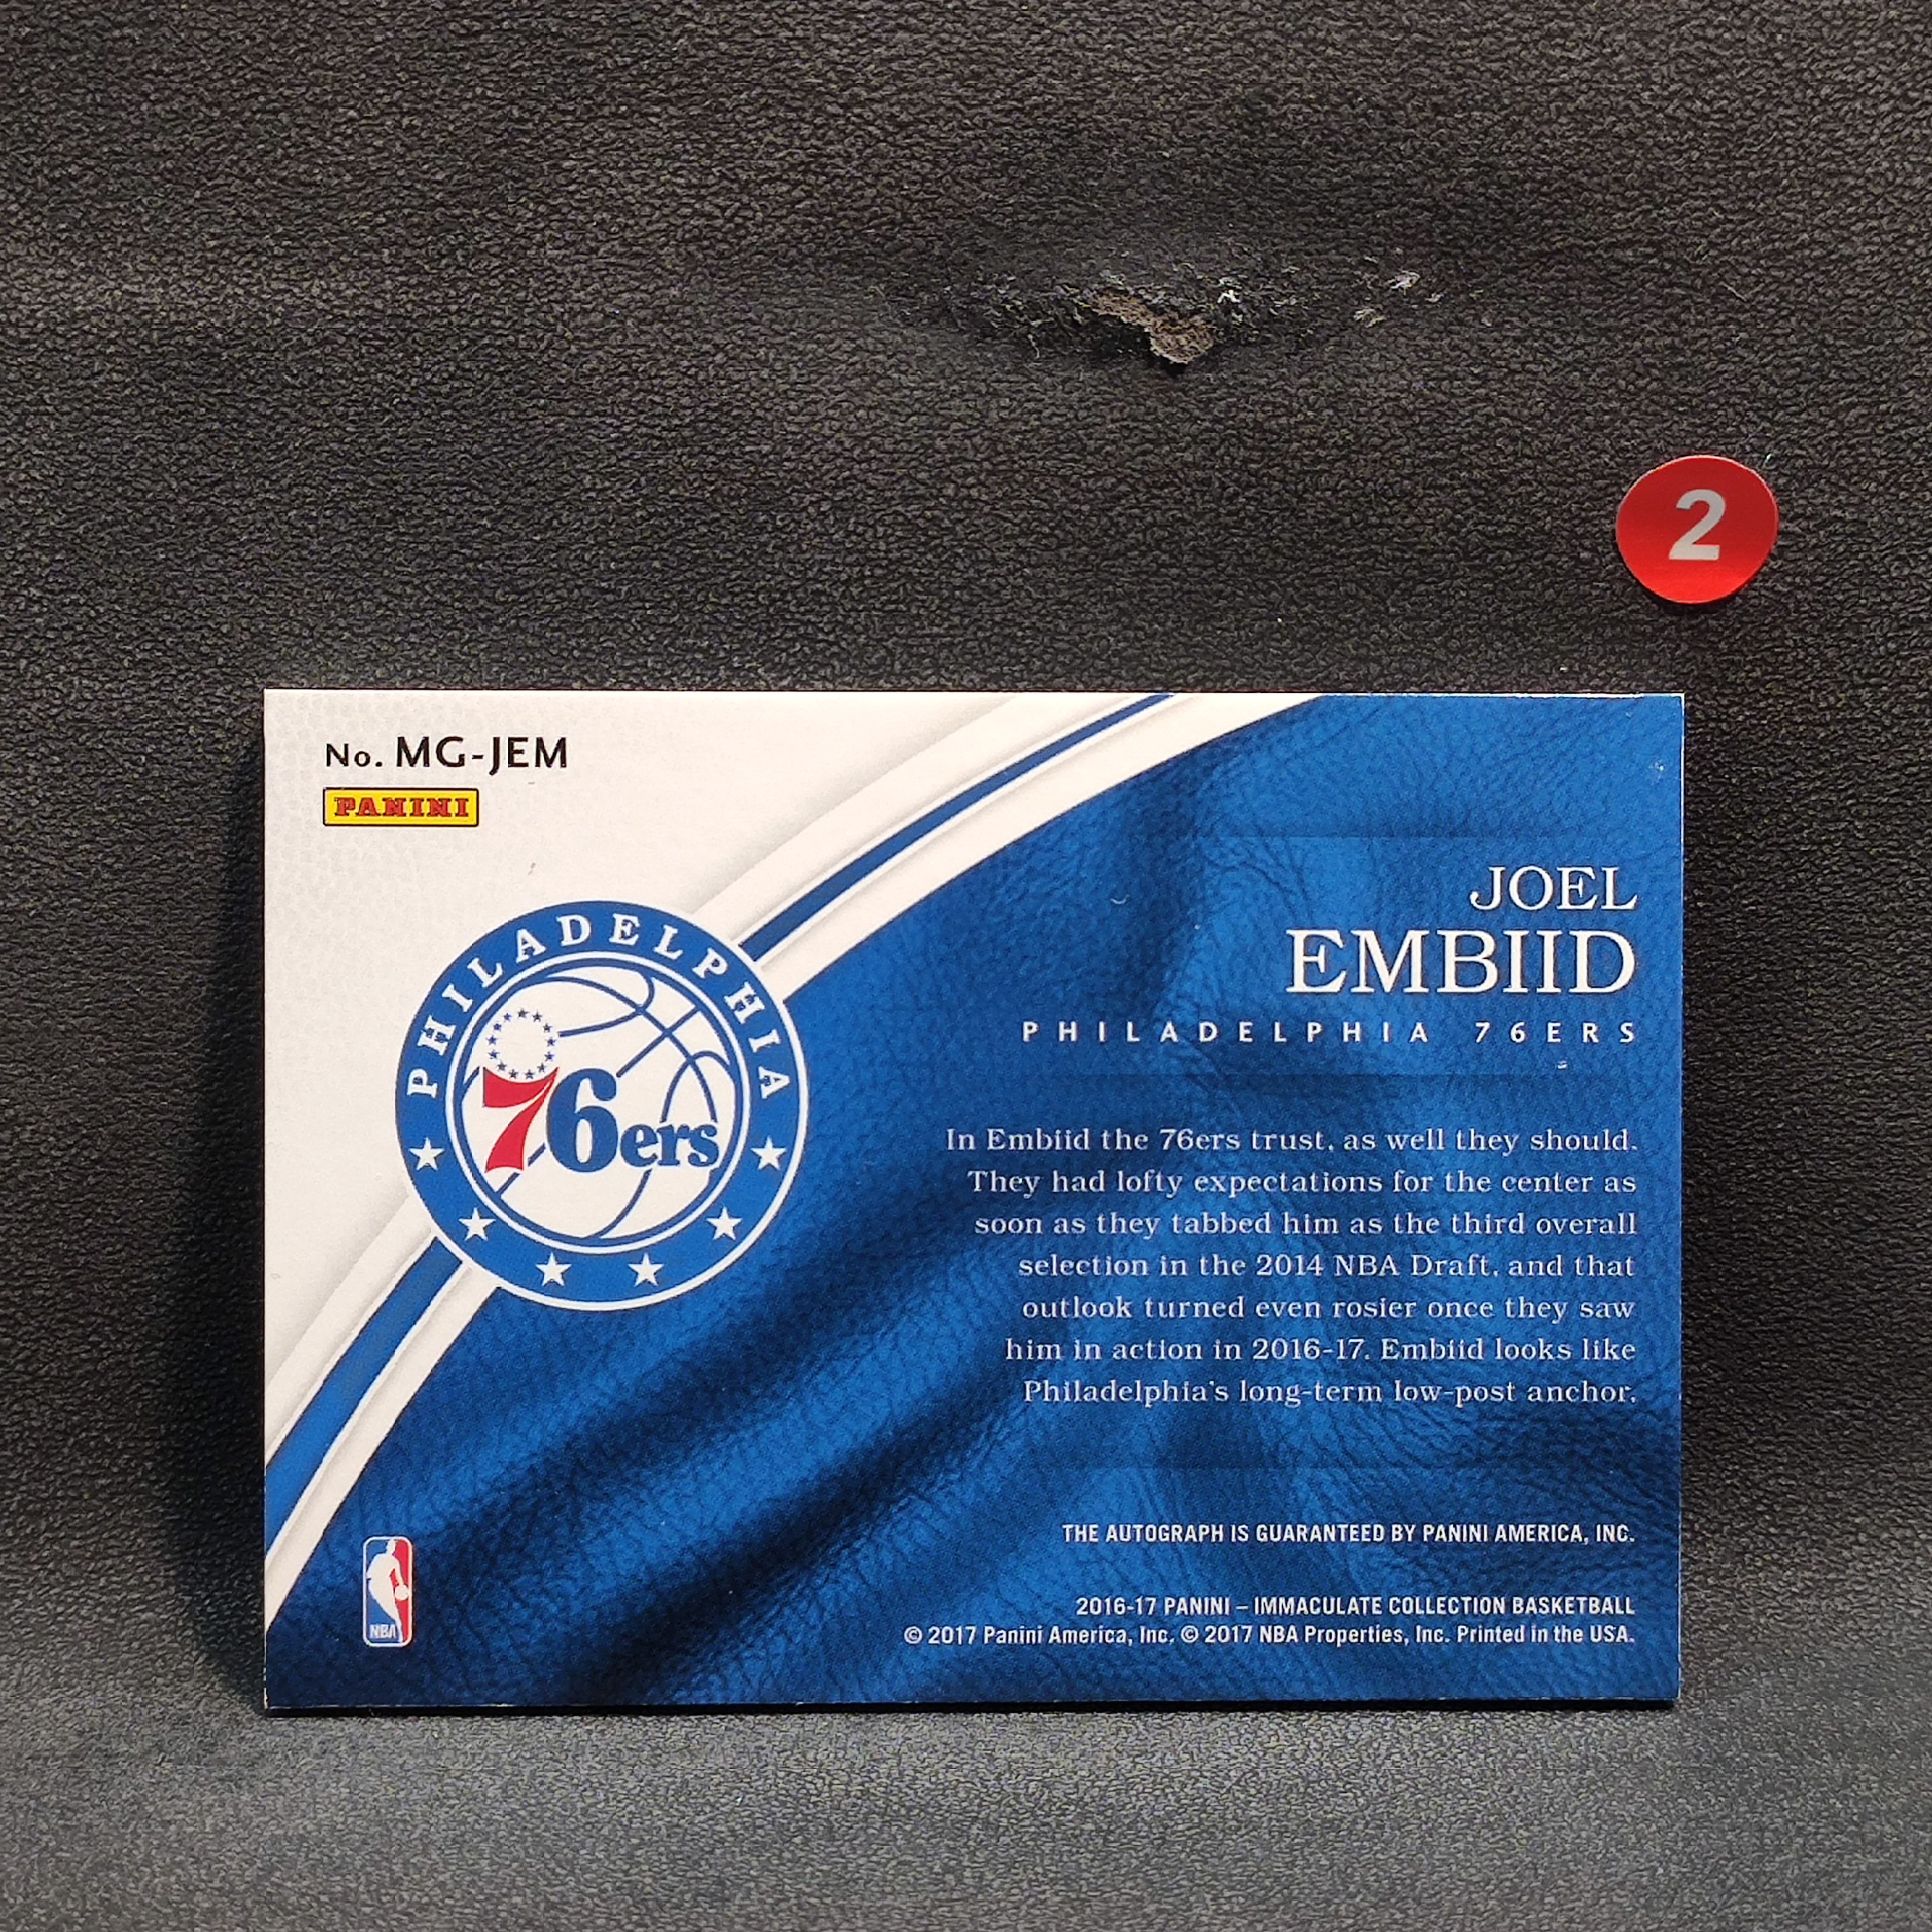 2
No. MG-JEM
PANINI
PHILADELPHIA
76ers
JOEL
EMBIID
PHILADELPHIA 76ERS
In Embiid the 76ers trust, as well they should.
They had lofty expectations for the center as
soon as they tabbed him as the third overall
selection in the 2014 NBA Draft, and that
outlook turned even rosier once they saw
him in action in 2016-17. Embiid looks like
Philadelphia's long-term low-post anchor.
THE AUTOGRAPH IS GUARANTEED BY PANINI AMERICA, INC.
2016-17 PANINI – IMMACULATE COLLECTION BASKETBALL
© 2017 Panini America, Inc. © 2017 NBA Properties, Inc. Printed in the USA.
NBA